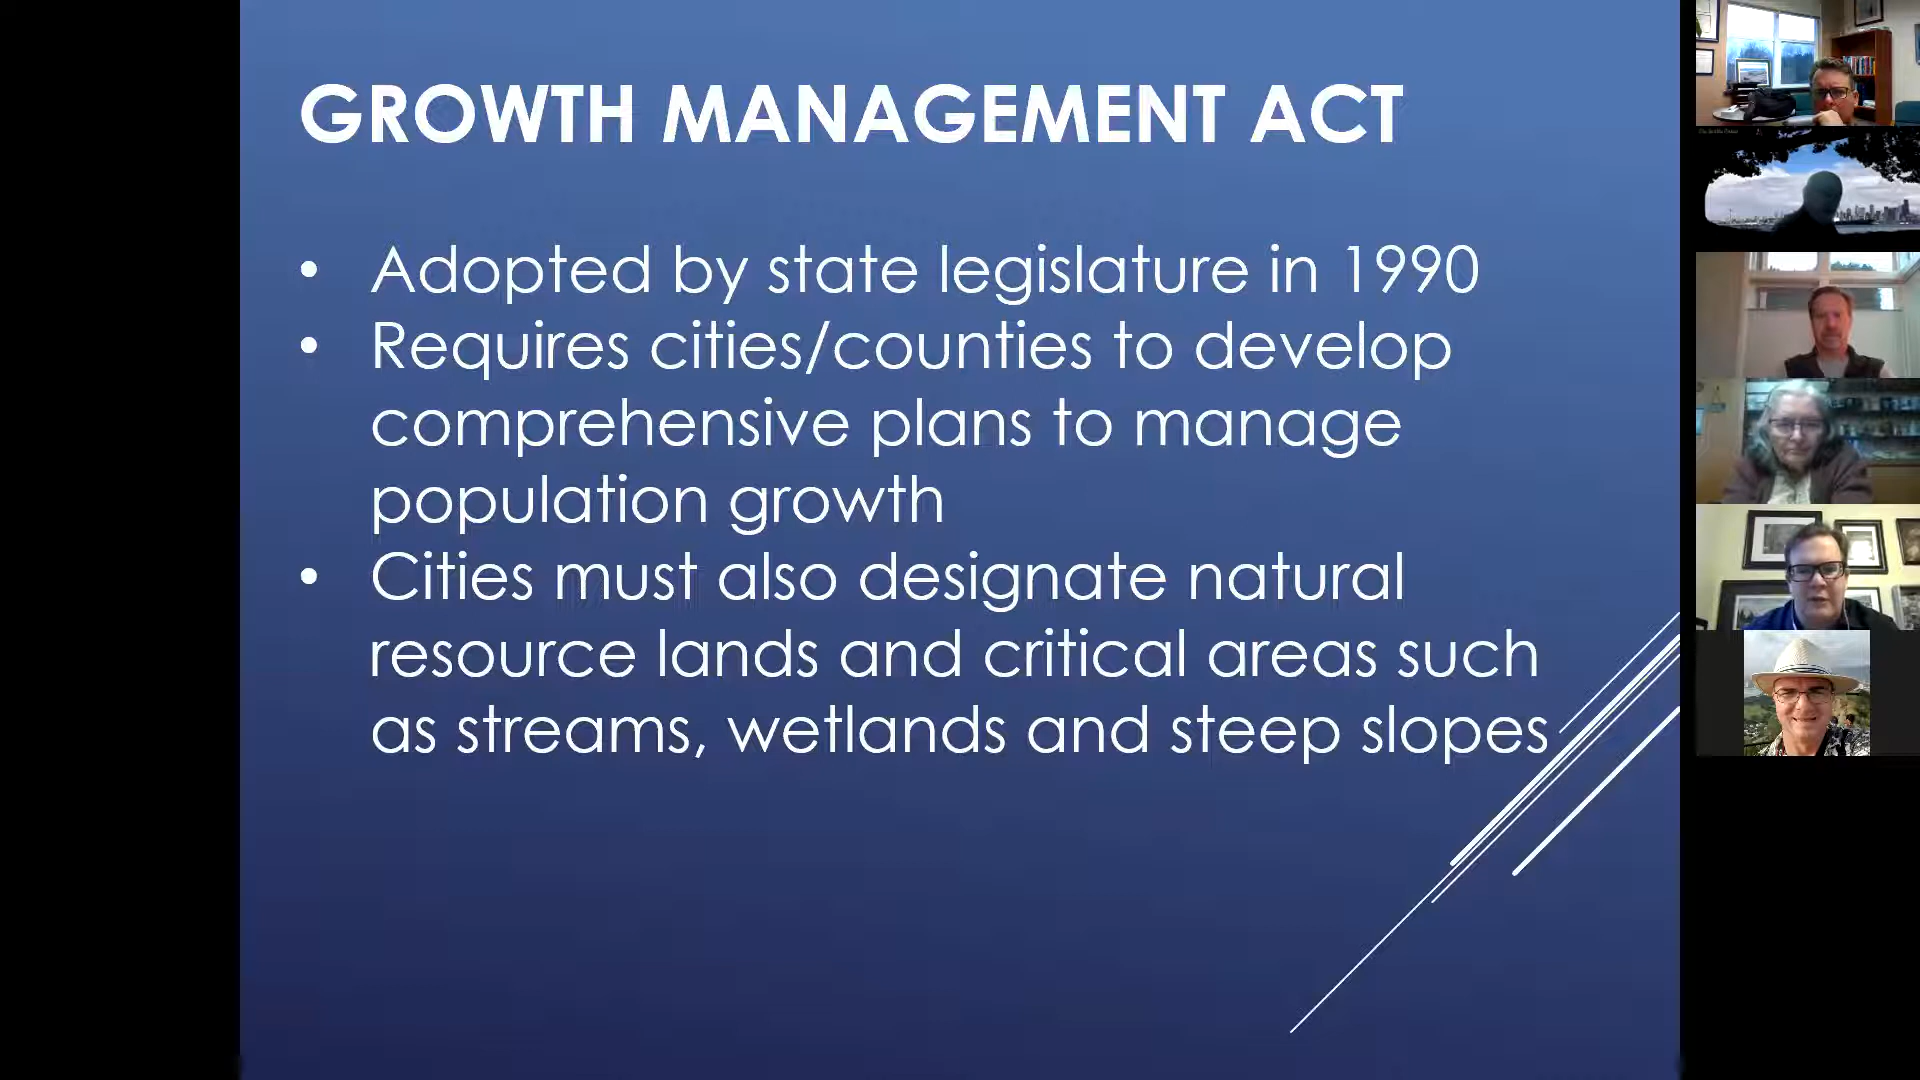 GROWTH MANAGEMENT ACT
• Adopted by state legislature in 1990
• Requires cities/counties to develop
comprehensive plans to manage
population growth
• Cities must also designate natural
resource lands and critical areas such
as streams, wetlands and steep slopes